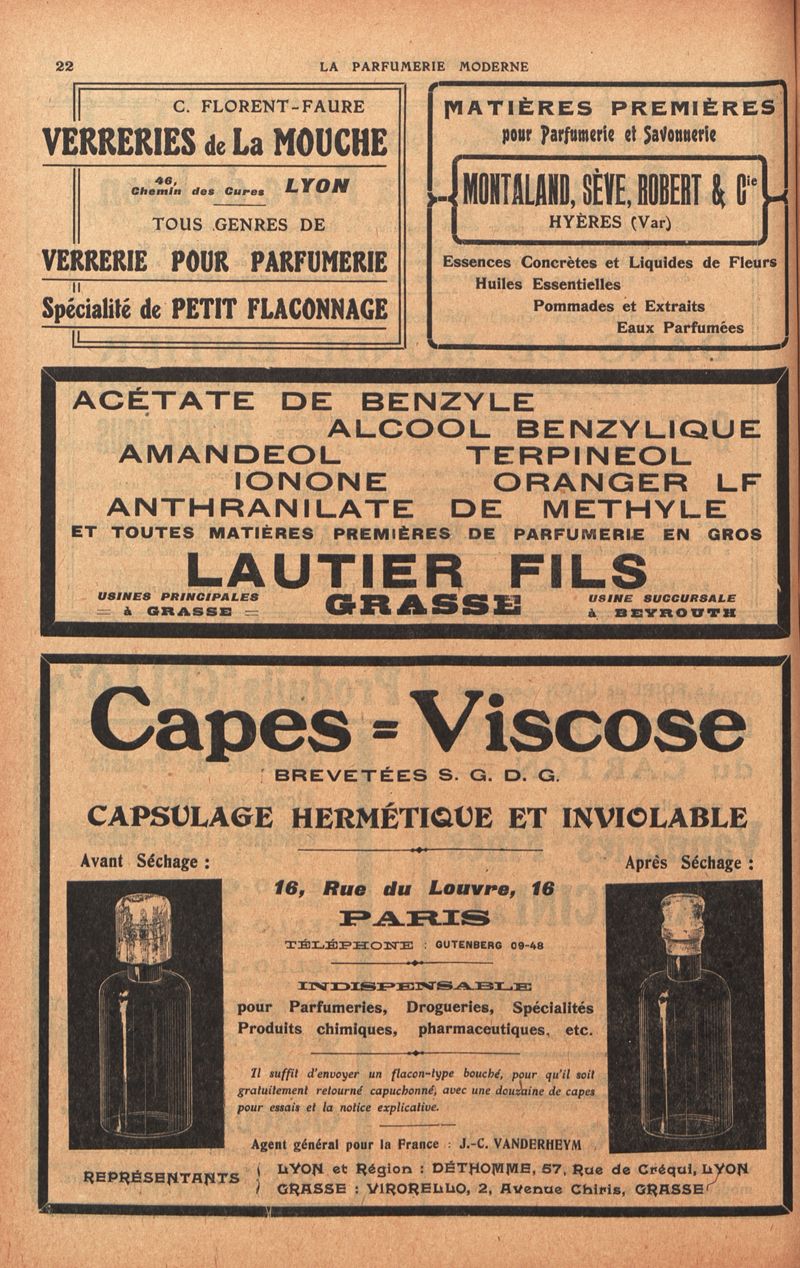 22
LA PARFUMERIE MODERNE
C. FLORENT-FAURE
VERRERIES de La MOUCHE
46,
Chemin des Cures LYON
TOUS GENRES DE
VERRERIE POUR PARFUMERIE
Spécialité de PETIT FLACONNAGE
MATIÈRES PREMIÈRES
pour Parfumerie et Savonnerie
MONTALAND, SÈVE, ROBERT & Cie
HYÈRES (Var)
Essences Concrètes et Liquides de Fleurs
Huiles Essentielles
Pommades et Extraits
Eaux Parfumées
ACÉTATE DE BENZYLE
ALCOOL BENZYLIQUE
AMANDEOL TERPINEOL
IONONE ORANGER LF
ANTHRANILATE DE METHYLE
ET TOUTES MATIÈRES PREMIÈRES DE PARFUMERIE EN GROS
LAUTIER FILS
USINES PRINCIPALES
= à GRASSE =
GRASSE
USINE SUCCURSALE
à BEYROUTH
Capes = Viscose
BREVETÉES S. G. D. G.
CAPSULAGE HERMÉTIQUE ET INVIOLABLE
Avant Séchage :
Après Séchage :
16, Rue du Louvre, 16
PARIS
TÉLÉPHONE : GUTENBERG 09-48
INDISPENSABLE
pour Parfumeries, Drogueries, Spécialités
Produits chimiques, pharmaceutiques, etc.
Il suffit d'envoyer un flacon-type bouché, pour qu'il soit
gratuitement retourné capuchonné, avec une douzaine de capes
pour essais et la notice explicative.
Agent général pour la France : J.-C. VANDERHEYM
REPRÉSENTANTS
LYON et Région : DÉTHOMME, 57, Rue de Créqui, LYON
GRASSE : VIRORELLO, 2, Avenue Chiris, GRASSE